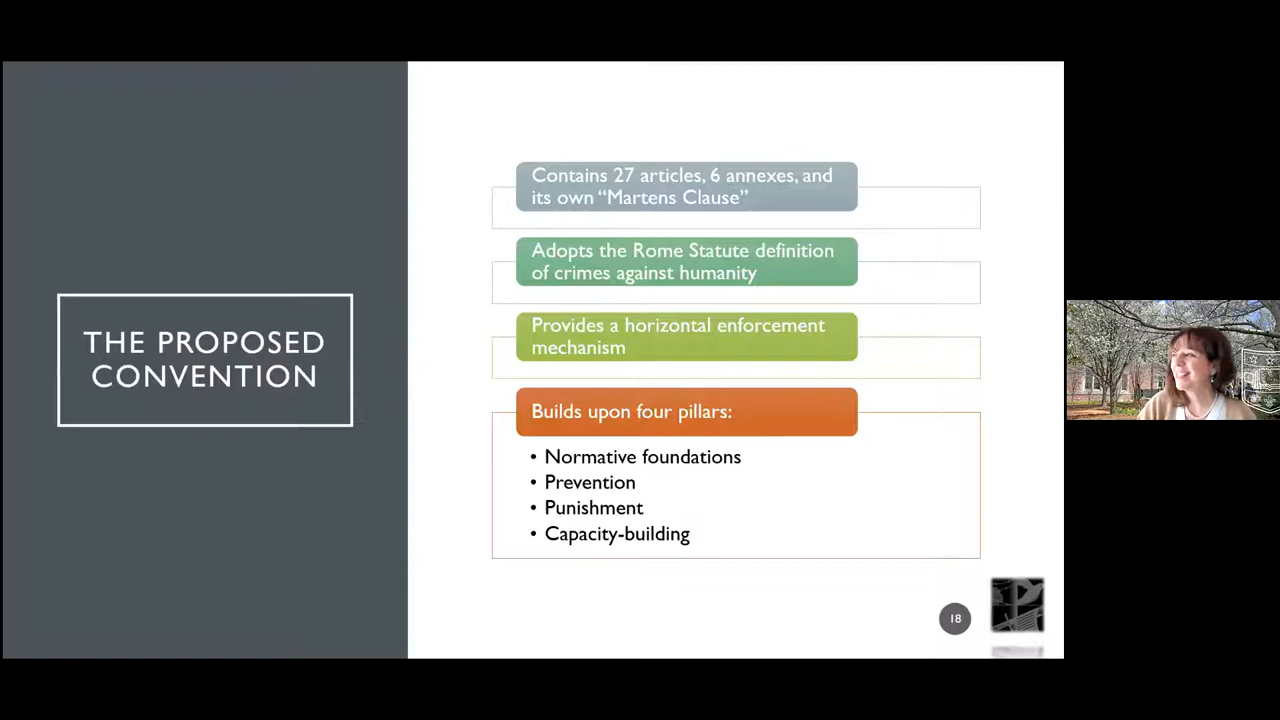 THE PROPOSED
CONVENTION
Contains 27 articles, 6 annexes, and
its own “Martens Clause”
Adopts the Rome Statute definition
of crimes against humanity
Provides a horizontal enforcement
mechanism
Builds upon four pillars:
• Normative foundations
• Prevention
• Punishment
• Capacity-building
18